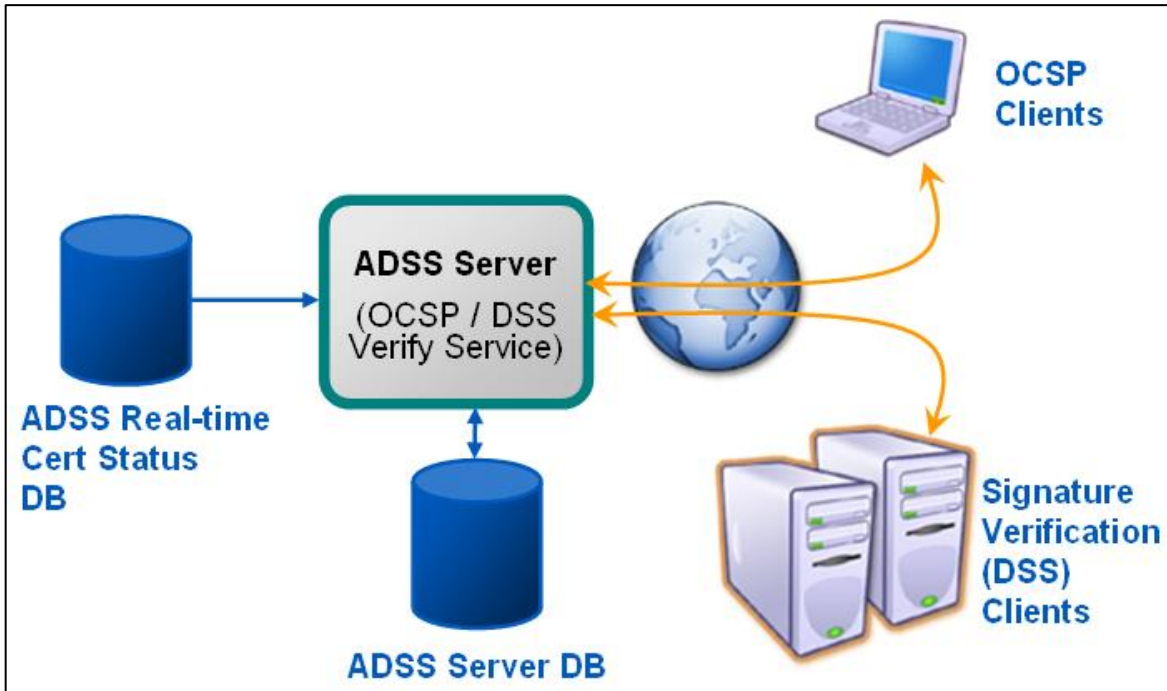 OCSP
Clients
ADSS Server
(OCSP / DSS
Verify Service)
ADSS Real-time
Cert Status
DB
Signature
Verification
(DSS)
Clients
ADSS Server DB